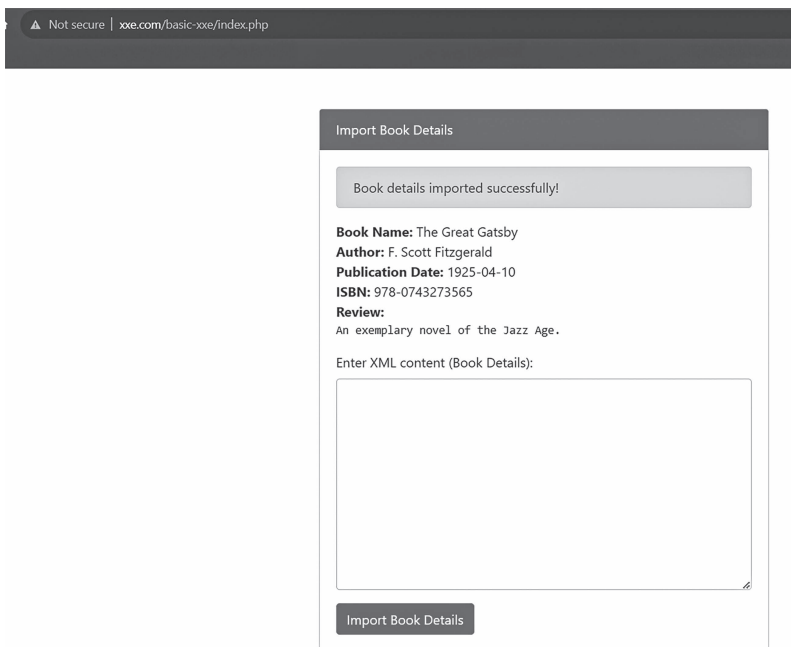 Not secure | xxe.com/basic-xxe/index.php
Import Book Details
Book details imported successfully!
Book Name: The Great Gatsby
Author: F. Scott Fitzgerald
Publication Date: 1925-04-10
ISBN: 978-0743273565
Review:
An exemplary novel of the Jazz Age.
Enter XML content (Book Details):
Import Book Details